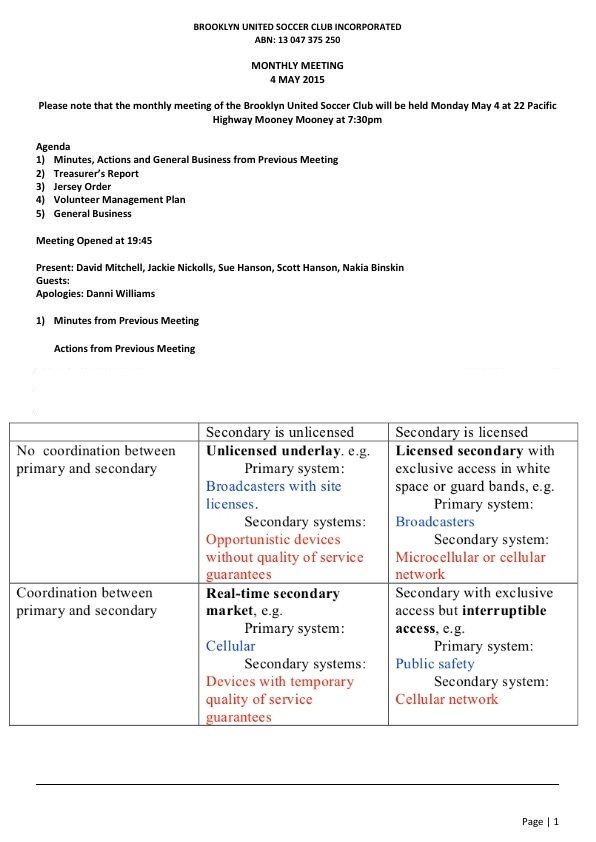 BROOKLYN UNITED SOCCER CLUB INCORPORATED
ABN: 13 047 375 250
MONTHLY MEETING
4 MAY 2015
Please note that the monthly meeting of the Brooklyn United Soccer Club will be held Monday May 4 at 22 Pacific
Highway Mooney Mooney at 7:30pm
Agenda
1) Minutes, Actions and General Business from Previous Meeting
2) Treasurer's Report
3) Jersey Order
4) Volunteer Management Plan
5) General Business
Meeting Opened at 19:45
Present: David Mitchell, Jackie Nickolls, Sue Hanson, Scott Hanson, Nakia Binskin
Guests:
Apologies: Danni Williams
1) Minutes from Previous Meeting
Actions from Previous Meeting
Secondary is unlicensed
Secondary is licensed
No coordination between
primary and secondary
Unlicensed underlay. e.g.
Primary system:
Broadcasters with site
licenses.
Secondary systems:
Opportunistic devices
without quality of service
guarantees
Licensed secondary with
exclusive access in white
space or guard bands, e.g.
Primary system:
Broadcasters
Secondary system:
Microcellular or cellular
network
Coordination between
primary and secondary
Real-time secondary
market, e.g.
Primary system:
Cellular
Secondary systems:
Devices with temporary
quality of service
guarantees
Secondary with exclusive
access but interruptible
access, e.g.
Primary system:
Public safety
Secondary system:
Cellular network
Page | 1